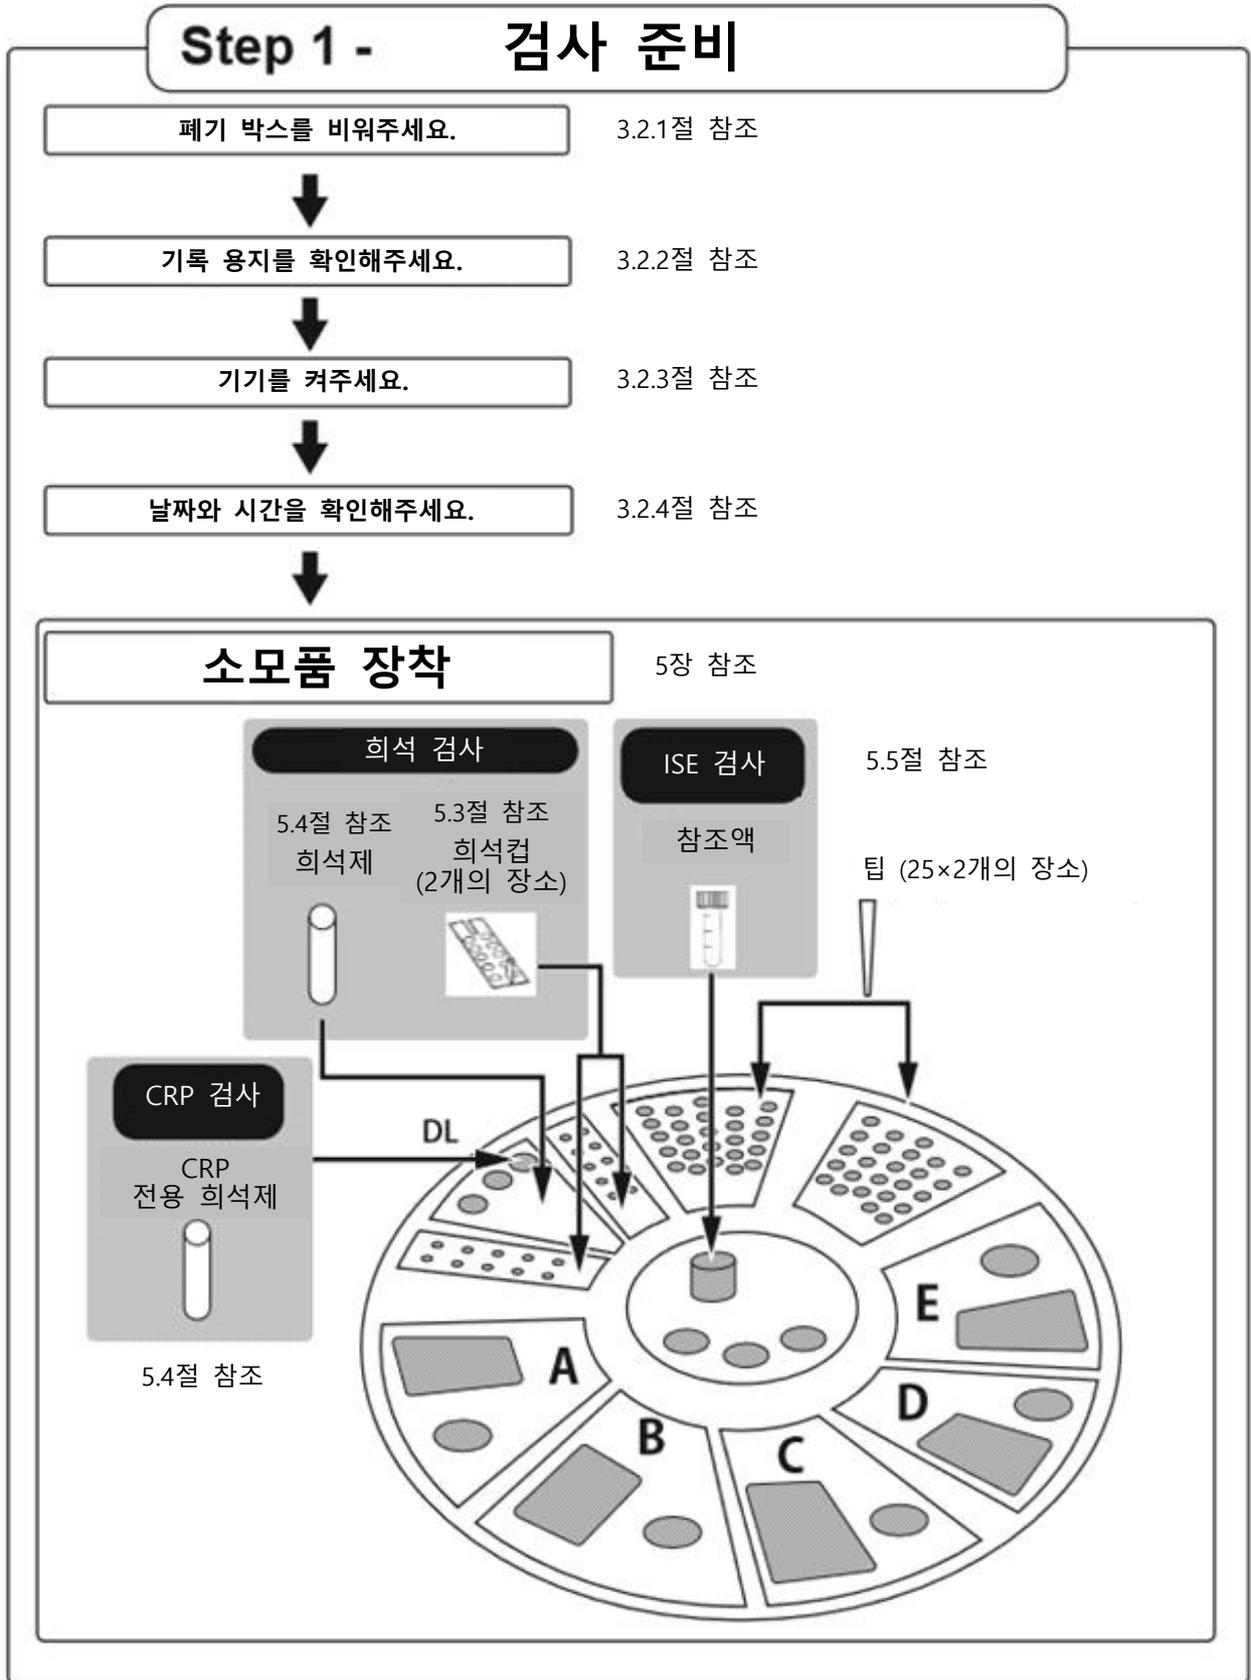 Step 1 - 검사 준비
폐기 박스를 비워주세요.
3.2.1절 참조
기록 용지를 확인해주세요.
3.2.2절 참조
기기를 켜주세요.
3.2.3절 참조
날짜와 시간을 확인해주세요.
3.2.4절 참조
소모품 장착
5장 참조
희석 검사
5.4절 참조
희석제
5.3절 참조
희석컵
(2개의 장소)
ISE 검사
참조액
5.5절 참조
팁 (25×2개의 장소)
CRP 검사
CRP
전용 희석제
5.4절 참조
DL
A
B
C
D
E